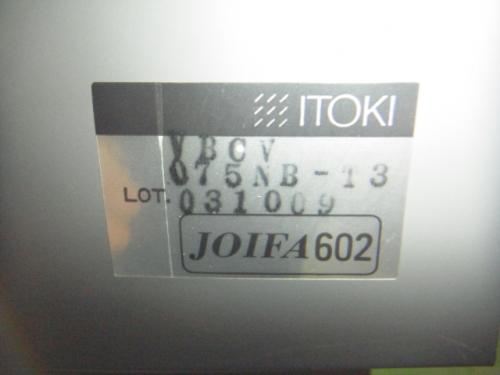 ITOKI
VBCV
075NB-13
LOT. 031009
JOIFA602